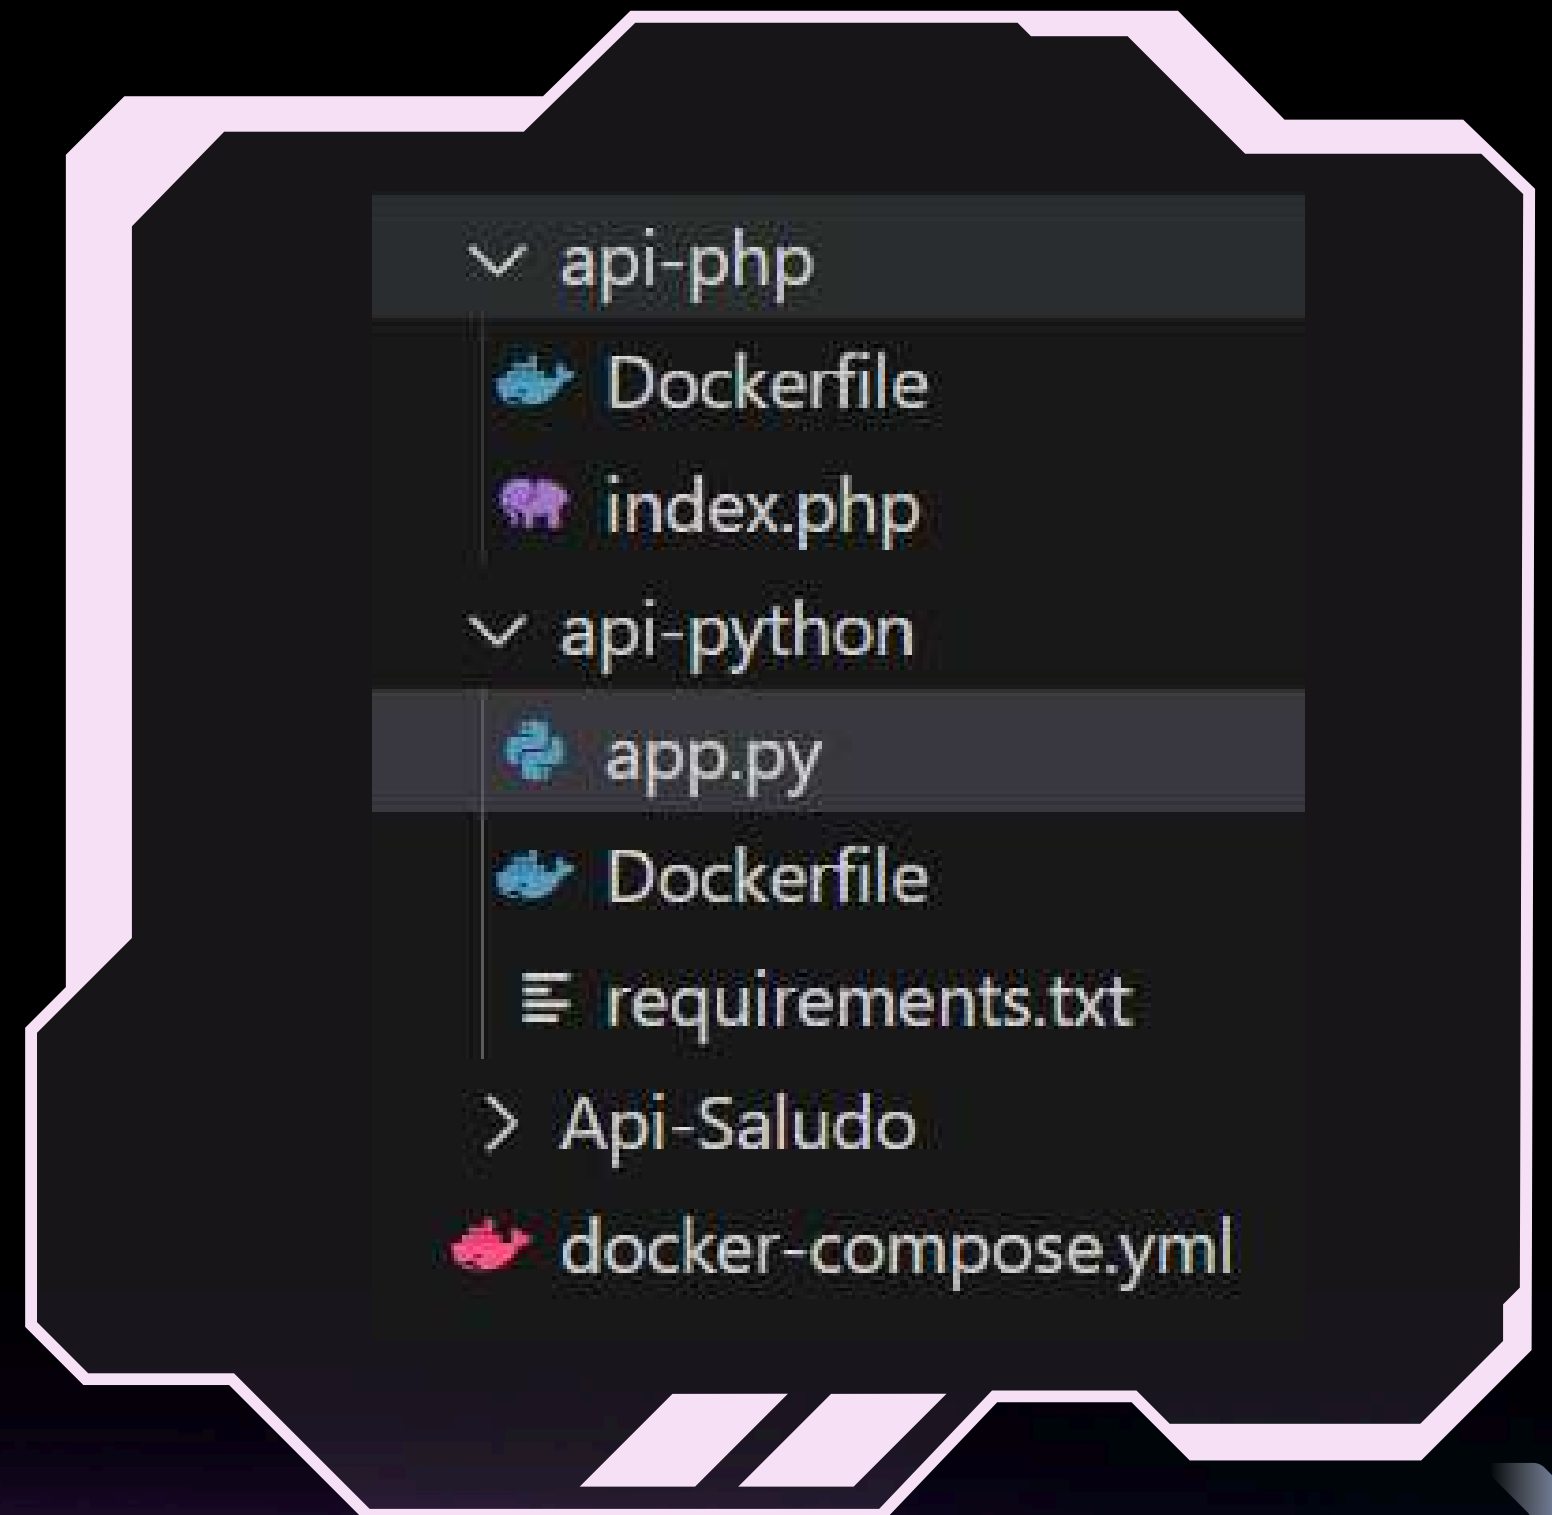 api-php
Dockerfile
index.php
api-python
app.py
Dockerfile
requirements.txt
Api-Saludo
docker-compose.yml